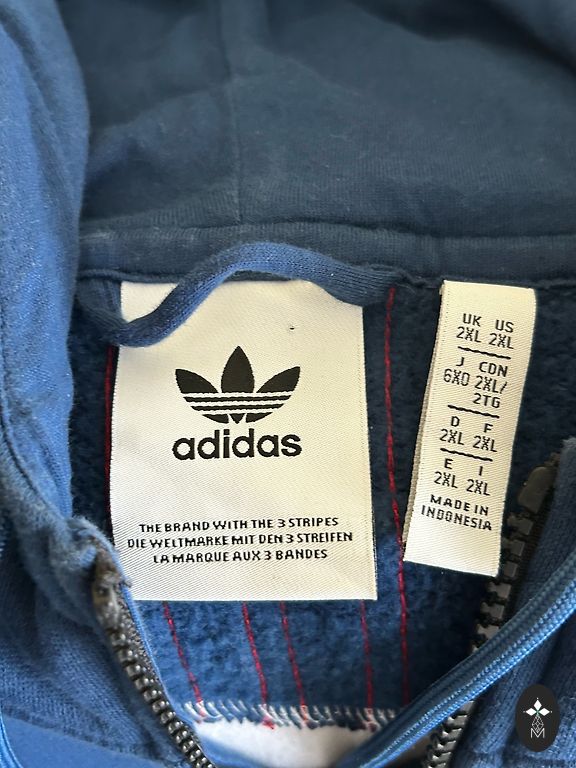 adidas
THE BRAND WITH THE 3 STRIPES
DIE WELTMARKE MIT DEN 3 STREIFEN
LA MARQUE AUX 3 BANDES
UK US
2XL 2XL
J CDN
6XO 2XL/
2TG
D F
2XL 2XL
E I
2XL 2XL
MADE IN
INDONESIA
M